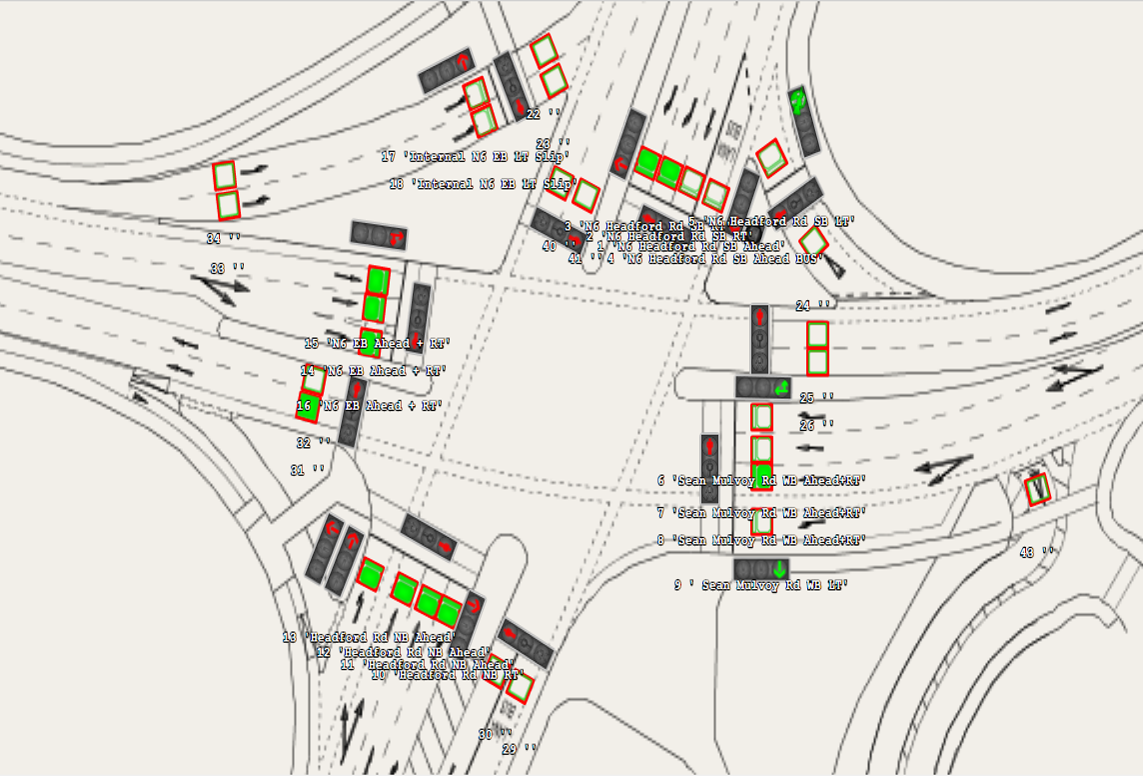 22 ''
23 ''
17 'Internal N6 EB LT Slip'
18 'Internal N6 EB LT Slip'
5 'N6 Headford Rd SB LT'
3 'N6 Headford Rd SB RT'
2 'N6 Headford Rd SB RT'
40 ''
1 'N6 Headford Rd SB Ahead'
41 ''
4 'N6 Headford Rd SB Ahead BUS'
34 ''
33 ''
24 ''
15 'N6 EB Ahead + RT'
14 'N6 EB Ahead + RT'
16 'N6 EB Ahead + RT'
25 ''
26 ''
32 ''
31 ''
6 'Sean Mulvoy Rd WB Ahead+RT'
7 'Sean Mulvoy Rd WB Ahead+RT'
8 'Sean Mulvoy Rd WB Ahead+RT'
43 ''
9 ' Sean Mulvoy Rd WB LT'
13 'Headford Rd NB Ahead'
12 'Headford Rd NB Ahead'
11 'Headford Rd NB Ahead'
10 'Headford Rd NB RT'
BUS
30 ''
29 ''